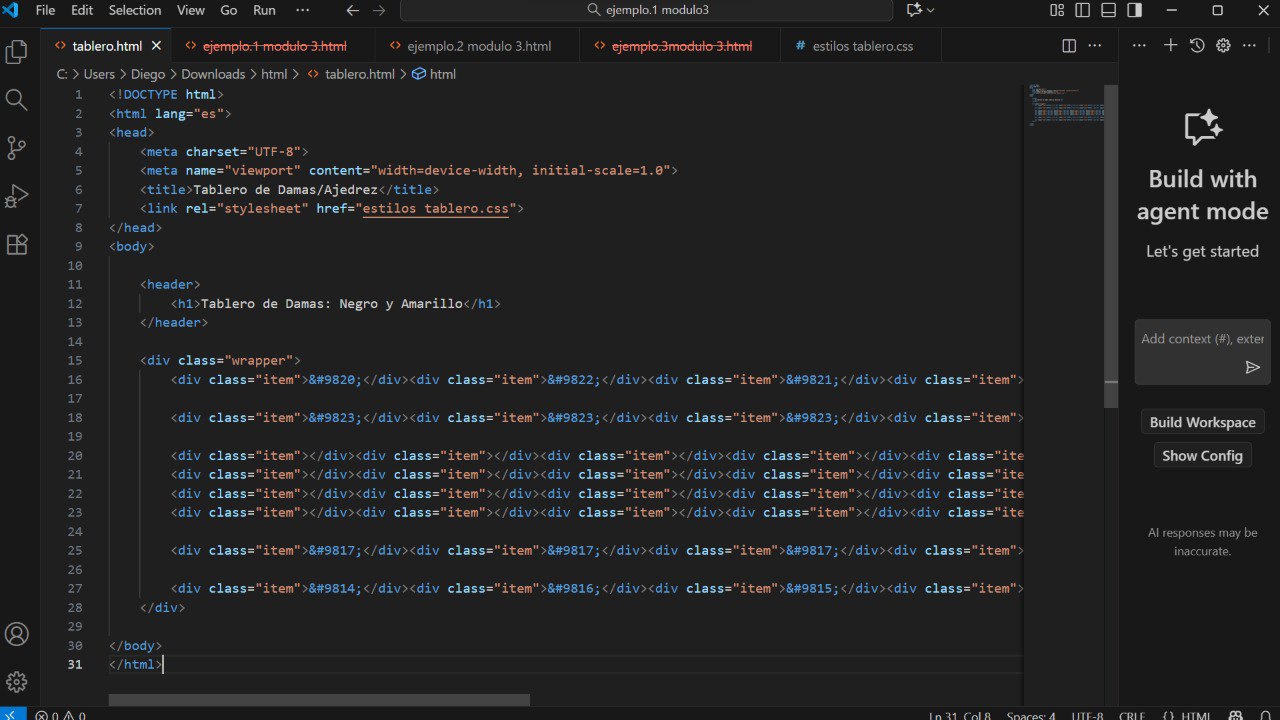 File Edit Selection View Go Run ··· ejemplo.1 modulo3
tablero.html ejemplo.1 modulo 3.html ejemplo.2 modulo 3.html ejemplo.3modulo 3.html # estilos tablero.css
C: > Users > Diego > Downloads > html > tablero.html > html
1 <!DOCTYPE html>
2 <html lang="es">
3 <head>
4 <meta charset="UTF-8">
5 <meta name="viewport" content="width=device-width, initial-scale=1.0">
6 <title>Tablero de Damas/Ajedrez</title>
7 <link rel="stylesheet" href="estilos tablero.css">
8 </head>
9 <body>
10
11 <header>
12 <h1>Tablero de Damas: Negro y Amarillo</h1>
13 </header>
14
15 <div class="wrapper">
16 <div class="item">&#9820;</div><div class="item">&#9822;</div><div class="item">&#9821;</div><div class="item">
17
18 <div class="item">&#9823;</div><div class="item">&#9823;</div><div class="item">&#9823;</div><div class="item">
19
20 <div class="item"></div><div class="item"></div><div class="item"></div><div class="item"></div><div class="ite
21 <div class="item"></div><div class="item"></div><div class="item"></div><div class="item"></div><div class="ite
22 <div class="item"></div><div class="item"></div><div class="item"></div><div class="item"></div><div class="ite
23 <div class="item"></div><div class="item"></div><div class="item"></div><div class="item"></div><div class="ite
24
25 <div class="item">&#9817;</div><div class="item">&#9817;</div><div class="item">&#9817;</div><div class="item">
26
27 <div class="item">&#9814;</div><div class="item">&#9816;</div><div class="item">&#9815;</div><div class="item">
28 </div>
29
30 </body>
31 </html>
Build with
agent mode
Let's get started
Add context (#), exter
Build Workspace
Show Config
AI responses may be
inaccurate.
0 0 Ln 31, Col 8 Spaces: 4 UTF-8 CRLF {} HTML